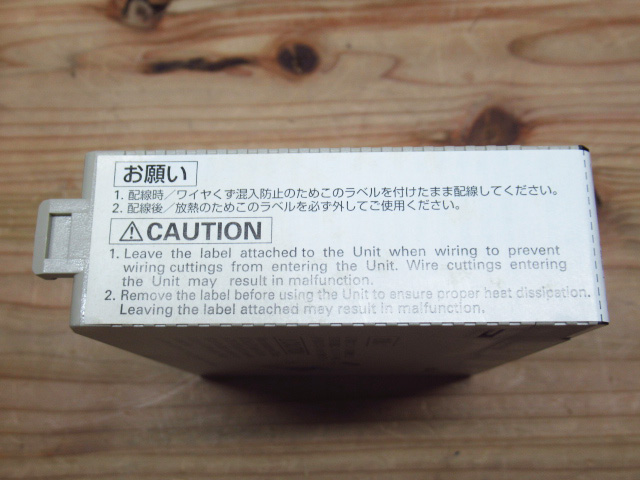 お願い
1. 配線時/ワイヤくず混入防止のためこのラベルを付けたまま配線してください。
2. 配線後/放熱のためこのラベルを必ず外してご使用ください。
⚠CAUTION
1. Leave the label attached to the Unit when wiring to prevent
wiring cuttings from entering the Unit. Wire cuttings entering
the Unit may result in malfunction.
2. Remove the label before using the Unit to ensure proper heat dissipation.
Leaving the label attached may result in malfunction.